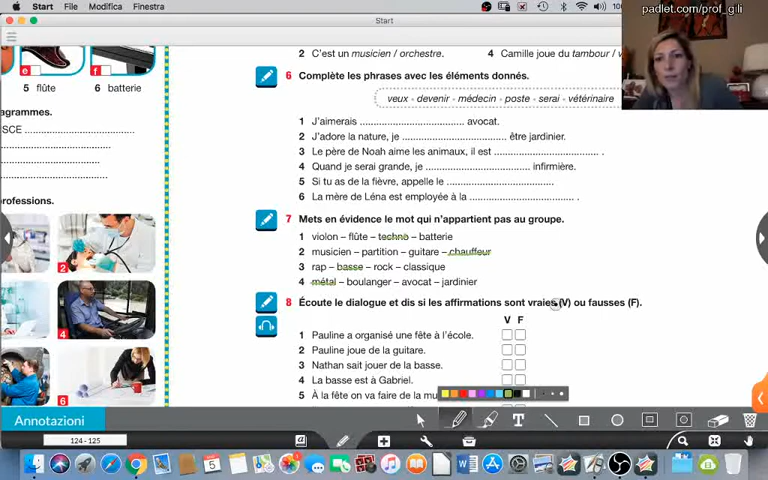 Start File Modifica Finestra
padlet.com/prof_gili
Start
2 C'est un musicien / orchestre.
4 Camille joue du tambour /
e
f
5 flûte
6 batterie
agrammes.
SCE
rofessions.
2
6
6 Complète les phrases avec les éléments donnés.
veux - devenir - médecin - poste - serai - vétérinaire
1 J'aimerais ........................... avocat.
2 J'adore la nature, je ........................... être jardinier.
3 Le père de Noah aime les animaux, il est ........................... .
4 Quand je serai grande, je ........................... infirmière.
5 Si tu as de la fièvre, appelle le ...........................
6 La mère de Léna est employée à la ........................... .
7 Mets en évidence le mot qui n'appartient pas au groupe.
1 violon – flûte – techno – batterie
2 musicien – partition – guitare – chauffeur
3 rap – basse – rock – classique
4 métal – boulanger – avocat – jardinier
8 Écoute le dialogue et dis si les affirmations sont vraies (V) ou fausses (F).
V F
1 Pauline a organisé une fête à l'école.
2 Pauline joue de la guitare.
3 Nathan sait jouer de la basse.
4 La basse est à Gabriel.
5 À la fête on va faire de la mu
Annotazioni
124 - 125
T
5